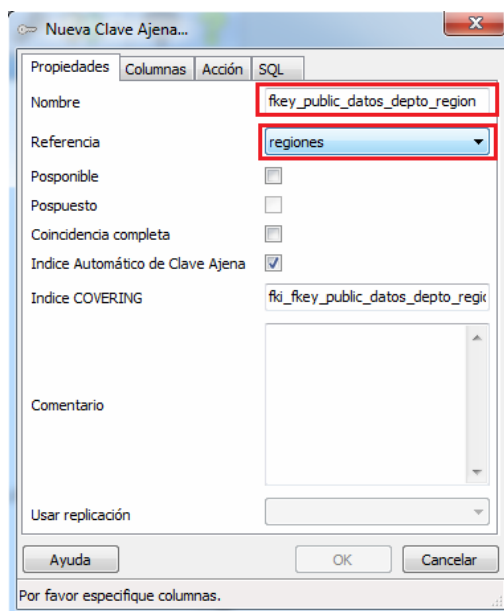 Nueva Clave Ajena...
Propiedades Columnas Acción SQL
Nombre fkey_public_datos_depto_region
Referencia regiones
Posponible
Pospuesto
Coincidencia completa
Indice Automático de Clave Ajena
Indice COVERING fki_fkey_public_datos_depto_regic
Comentario
Usar replicación
Ayuda OK Cancelar
Por favor especifique columnas.